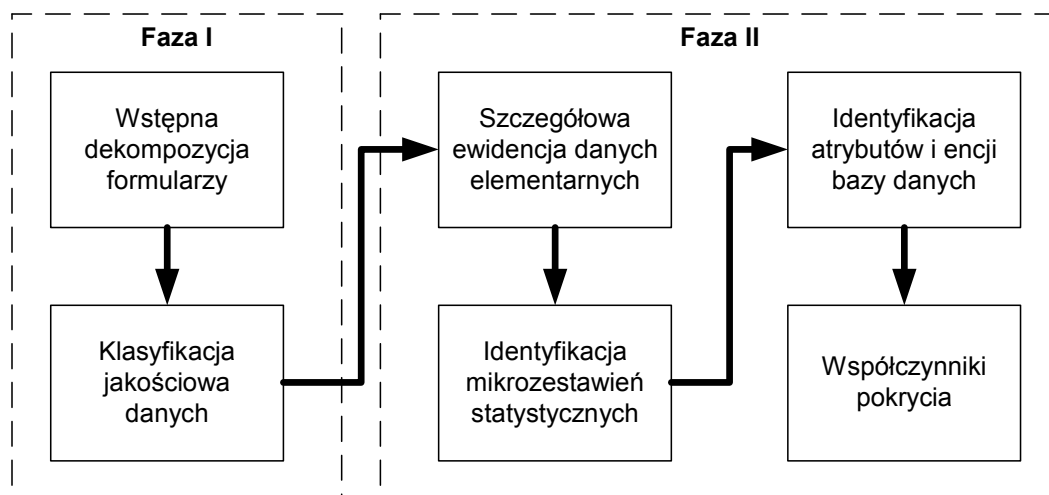 Faza I
Wstępna
dekompozycja
formularzy
Klasyfikacja
jakościowa
danych
Faza II
Szczegółowa
ewidencja danych
elementarnych
Identyfikacja
mikrozestawień
statystycznych
Identyfikacja
atrybutów i encji
bazy danych
Współczynniki
pokrycia